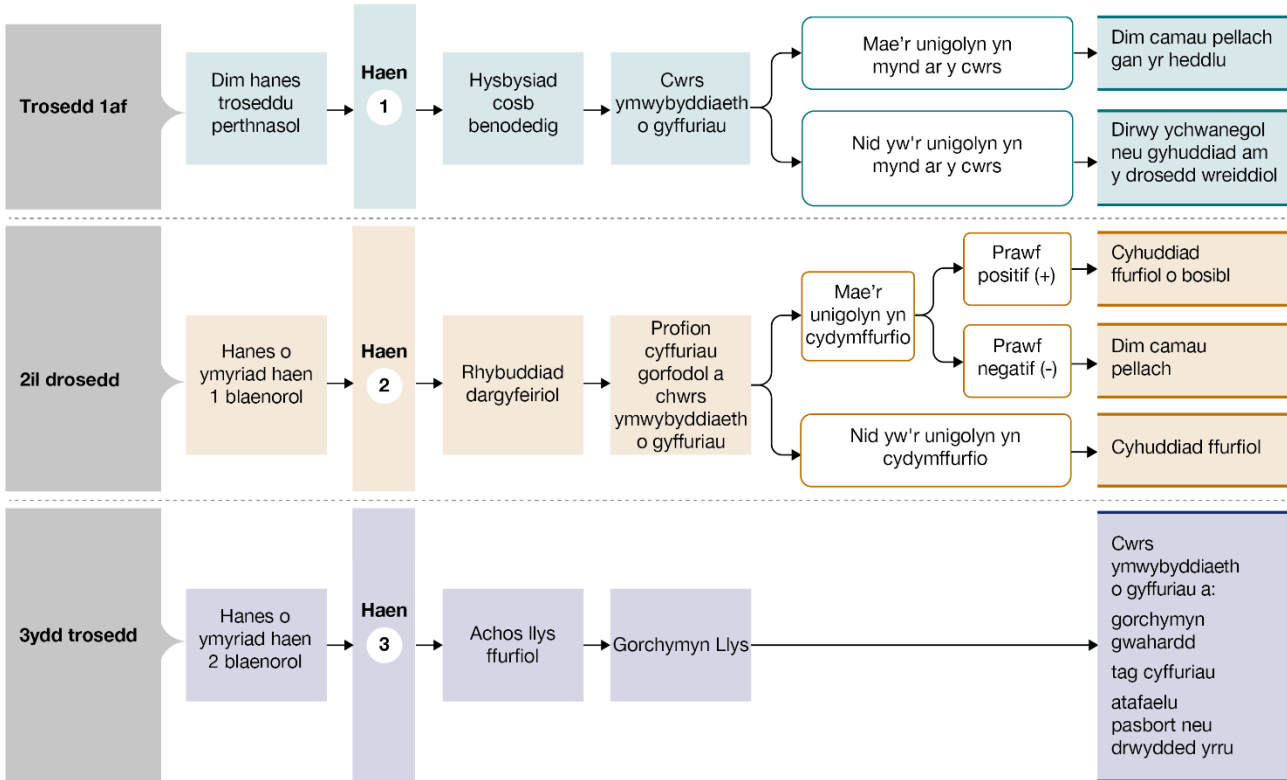 Trosedd 1af
Dim hanes
troseddu
perthnasol
Haen
1
Hysbysiad
cosb
benodedig
Cwrs
ymwybyddiaeth
o gyffuriau
Mae'r unigolyn yn
mynd ar y cwrs
Dim camau pellach
gan yr heddlu
Nid yw'r unigolyn yn
mynd ar y cwrs
Dirwy ychwanegol
neu gyhuddiad am
y drosedd wreiddiol
2il drosedd
Hanes o
ymyriad haen
1 blaenorol
Haen
2
Rhybuddiad
dargyfeiriol
Profion
cyffuriau
gorfodol a
chwrs
ymwybyddiaeth
o gyffuriau
Mae'r
unigolyn yn
cydymffurfio
Prawf
positif (+)
Cyhuddiad
ffurfiol o bosibl
Prawf
negatif (-)
Dim camau
pellach
Nid yw'r unigolyn yn
cydymffurfio
Cyhuddiad ffurfiol
3ydd trosedd
Hanes o
ymyriad haen
2 blaenorol
Haen
3
Achos llys
ffurfiol
Gorchymyn Llys
Cwrs
ymwybyddiaeth
o gyffuriau a:
gorchymyn
gwahardd
tag cyffuriau
atafaelu
pasbort neu
drwydded yrru